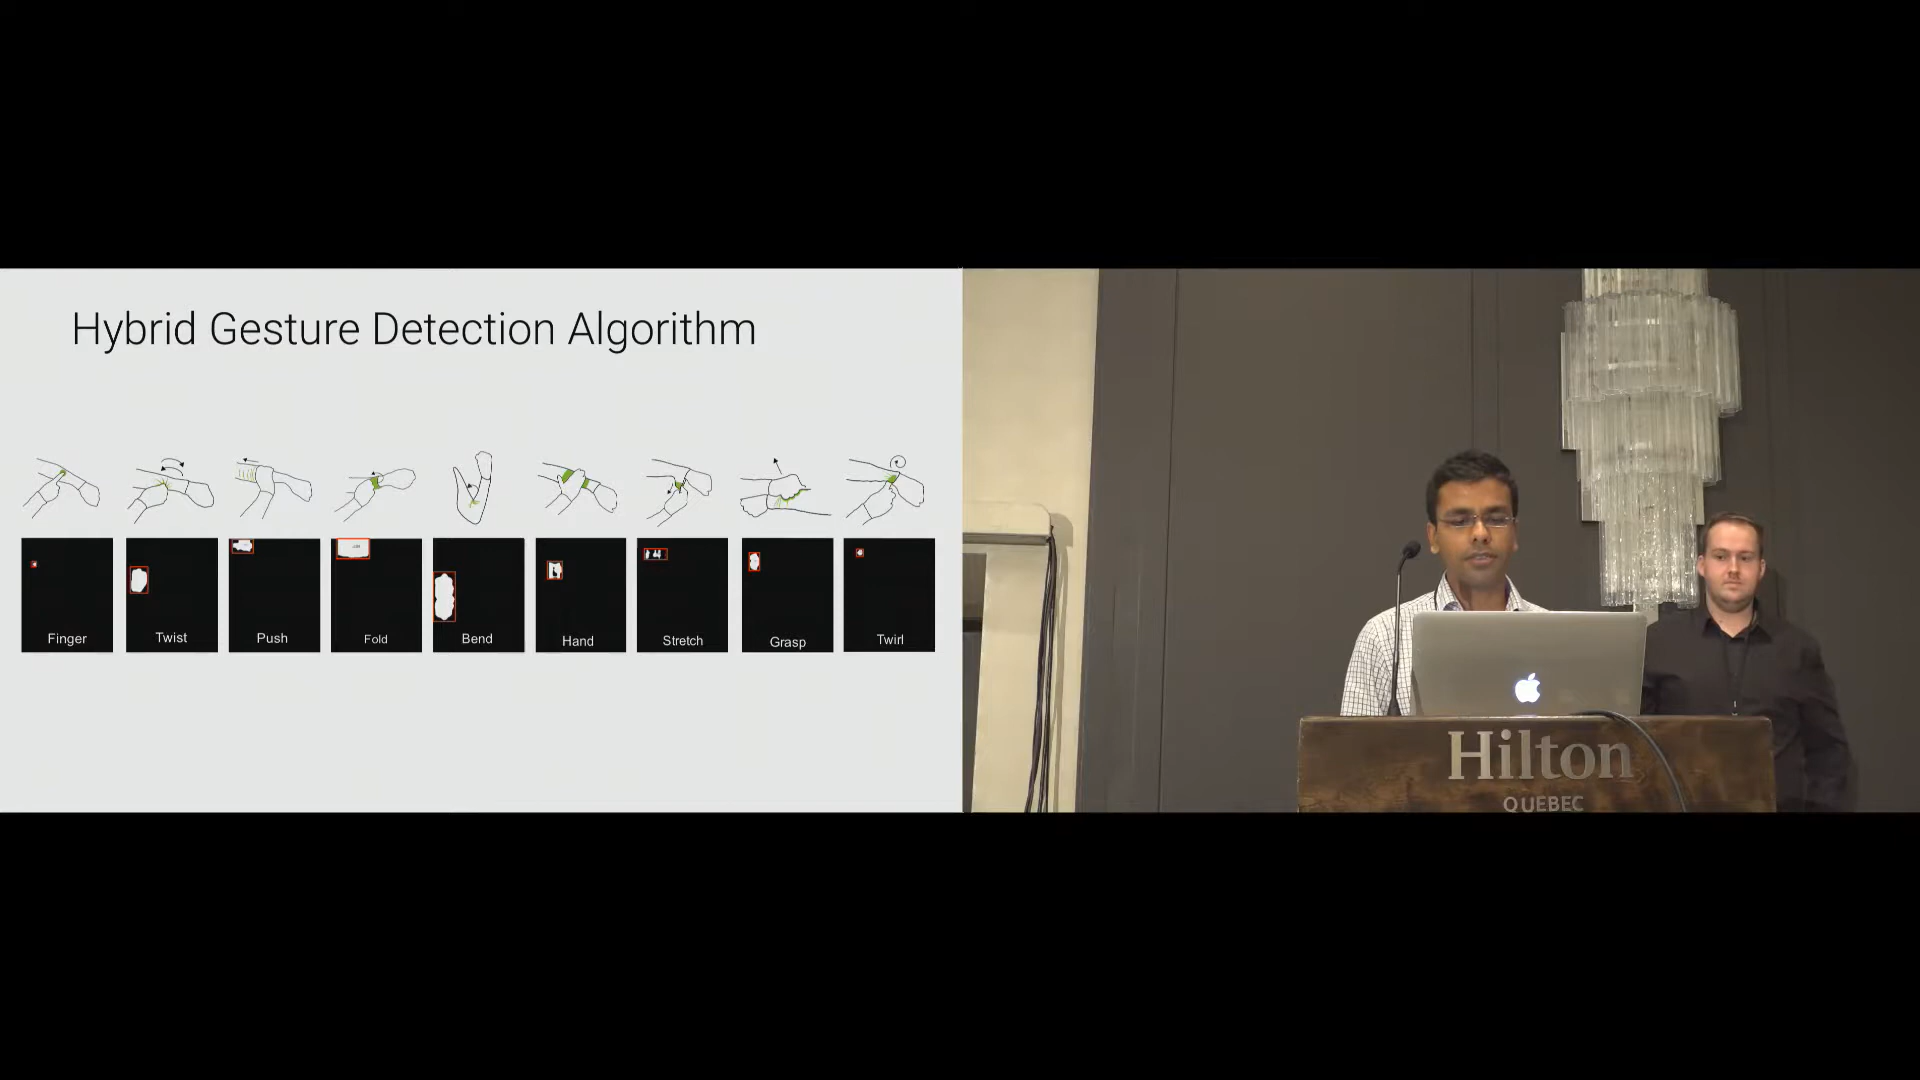 Hybrid Gesture Detection Algorithm
Finger
Twist
Push
Fold
Bend
Hand
Stretch
Grasp
Twirl
Hilton
QUEBEC